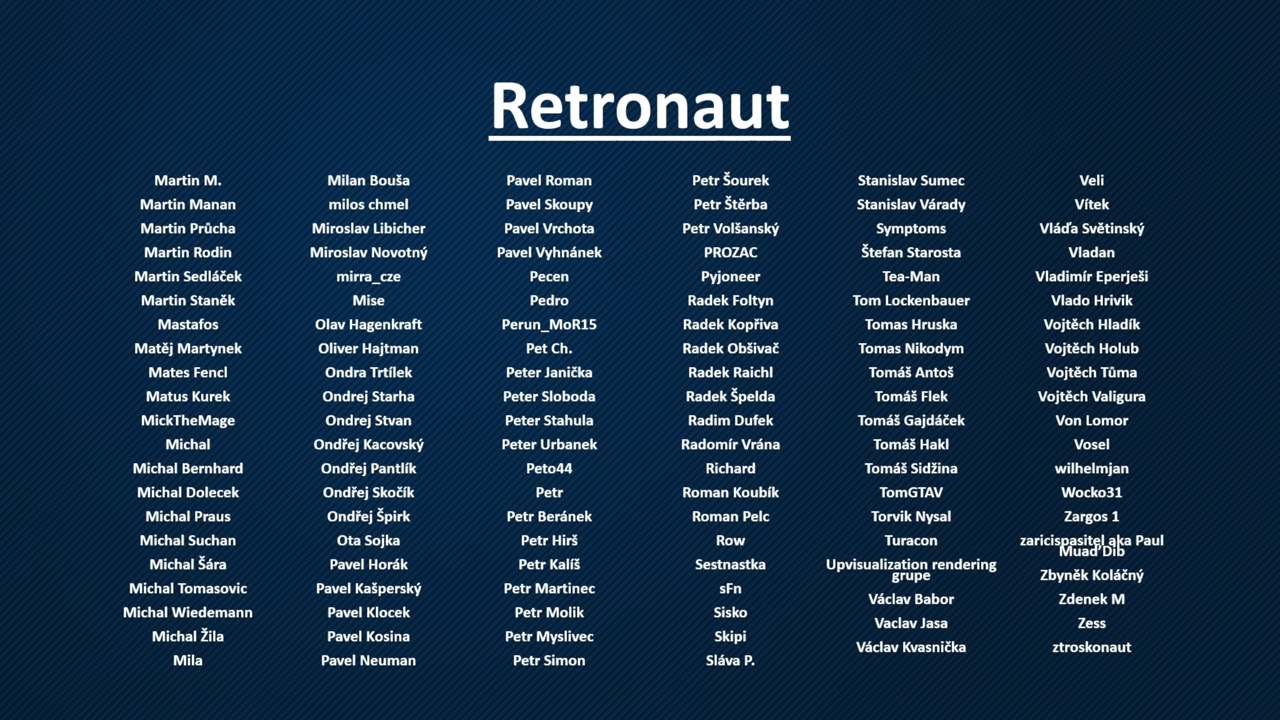 Retronaut
Martin M.
Martin Manan
Martin Průcha
Martin Rodin
Martin Sedláček
Martin Staněk
Mastafos
Matěj Martynek
Mates Fencl
Matus Kurek
MickTheMage
Michal
Michal Bernhard
Michal Dolecek
Michal Praus
Michal Suchan
Michal Šára
Michal Tomasovic
Michal Wiedemann
Michal Žila
Mila
Milan Bouša
milos chmel
Miroslav Libicher
Miroslav Novotný
mirra_cze
Mise
Olav Hagenkraft
Oliver Hajtman
Ondra Trtílek
Ondrej Starha
Ondrej Stvan
Ondřej Kacovský
Ondřej Pantlík
Ondřej Skočík
Ondřej Špirk
Ota Sojka
Pavel Horák
Pavel Kašperský
Pavel Klocek
Pavel Kosina
Pavel Neuman
Pavel Roman
Pavel Skoupy
Pavel Vrchota
Pavel Vyhnánek
Pecen
Pedro
Perun_MoR15
Pet Ch.
Peter Janička
Peter Sloboda
Peter Stahula
Peter Urbanek
Peto44
Petr
Petr Beránek
Petr Hirš
Petr Kalíš
Petr Martinec
Petr Molik
Petr Myslivec
Petr Simon
Petr Šourek
Petr Štěrba
Petr Volšanský
PROZAC
Pyjoneer
Radek Foltyn
Radek Kopřiva
Radek Obšivač
Radek Raichl
Radek Špelda
Radim Dufek
Radomír Vrána
Richard
Roman Koubík
Roman Pelc
Row
Sestnastka
sFn
Sisko
Skipi
Sláva P.
Stanislav Sumec
Stanislav Várady
Symptoms
Štefan Starosta
Tea-Man
Tom Lockenbauer
Tomas Hruska
Tomas Nikodym
Tomáš Antoš
Tomáš Flek
Tomáš Gajdáček
Tomáš Hakl
Tomáš Sidžina
TomGTAV
Torvik Nysal
Turacon
Upvisualization rendering
grupe
Václav Babor
Vaclav Jasa
Václav Kvasnička
Veli
Vítek
Vláďa Světinský
Vladan
Vladimír Eperješi
Vlado Hrivik
Vojtěch Hladík
Vojtěch Holub
Vojtěch Tůma
Vojtěch Valigura
Von Lomor
Vosel
wilhelmjan
Wocko31
Zargos 1
zaricispasitel aka Paul
Muad'Dib
Zbyněk Koláčný
Zdenek M
Zess
ztroskonaut